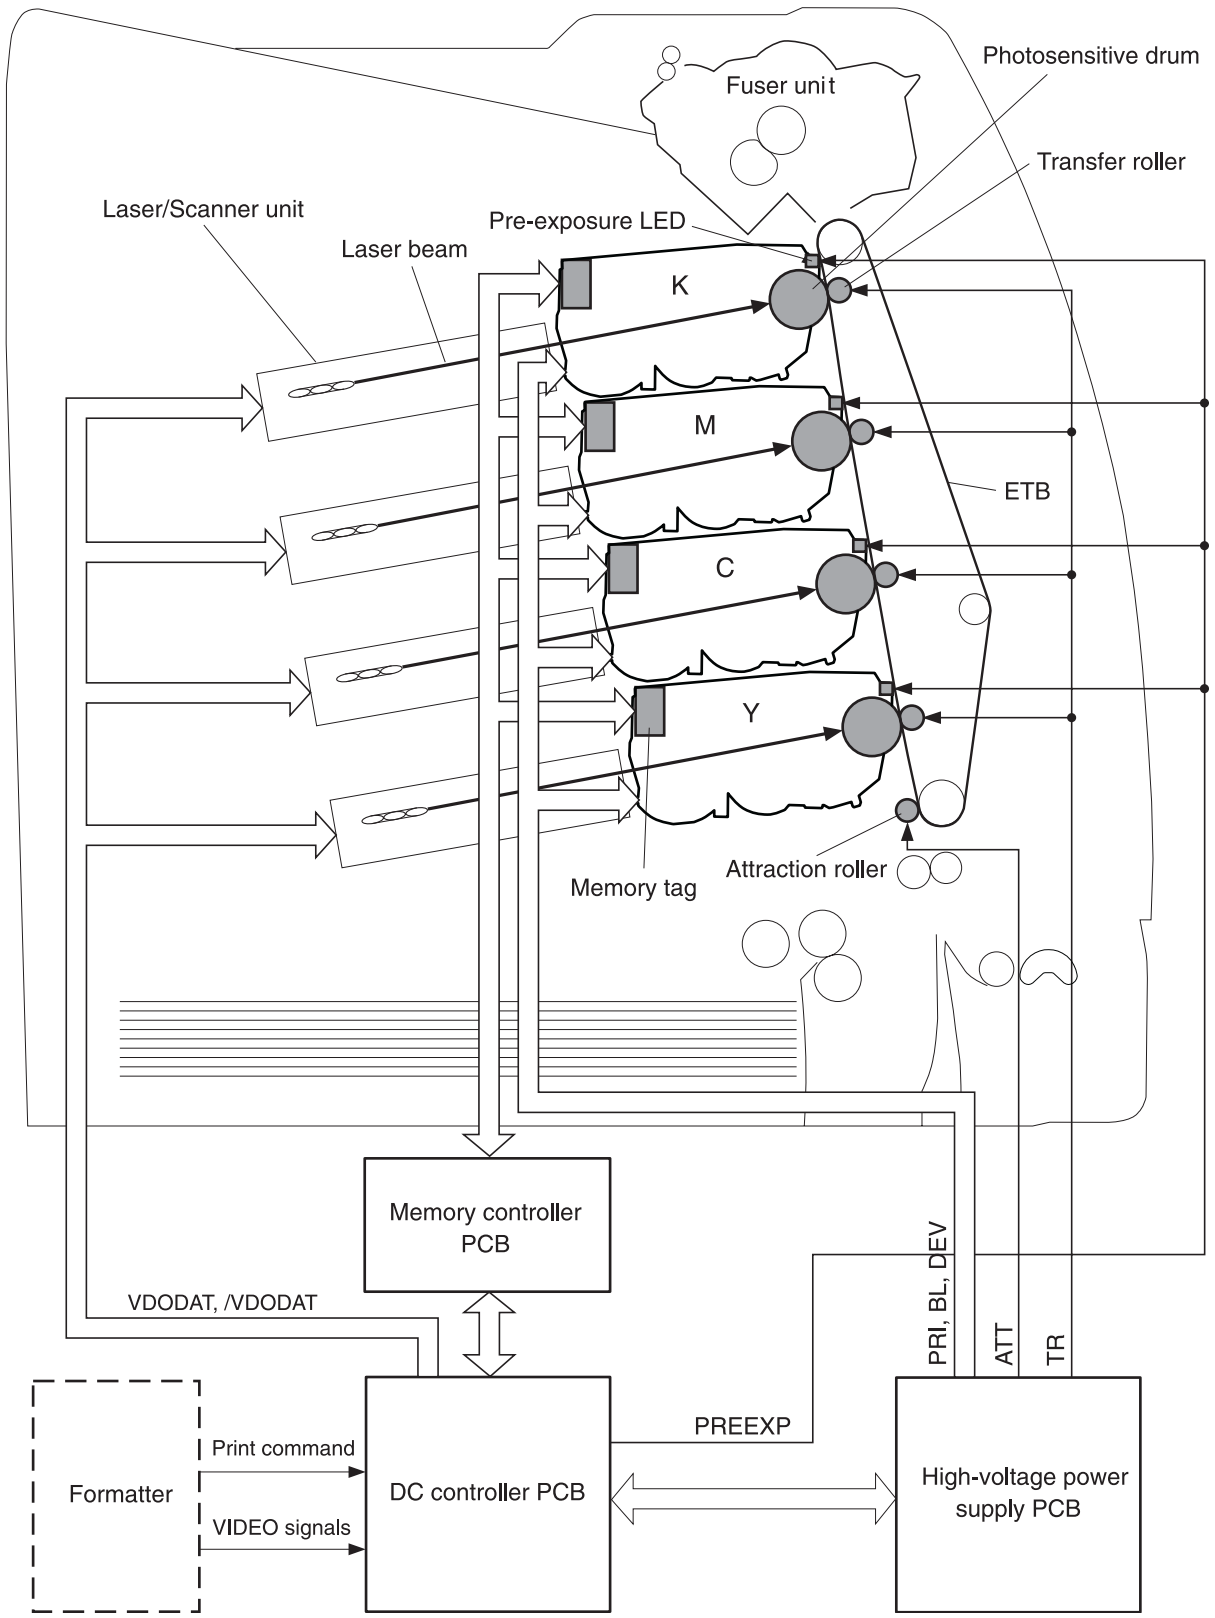 Photosensitive drum
Fuser unit
Transfer roller
Laser/Scanner unit
Pre-exposure LED
Laser beam
K
M
ETB
C
Y
Attraction roller
Memory tag
Memory controller
PCB
VDODAT, /VDODAT
PRI, BL, DEV
ATT
TR
PREEXP
Print command
Formatter
DC controller PCB
High-voltage power
supply PCB
VIDEO signals